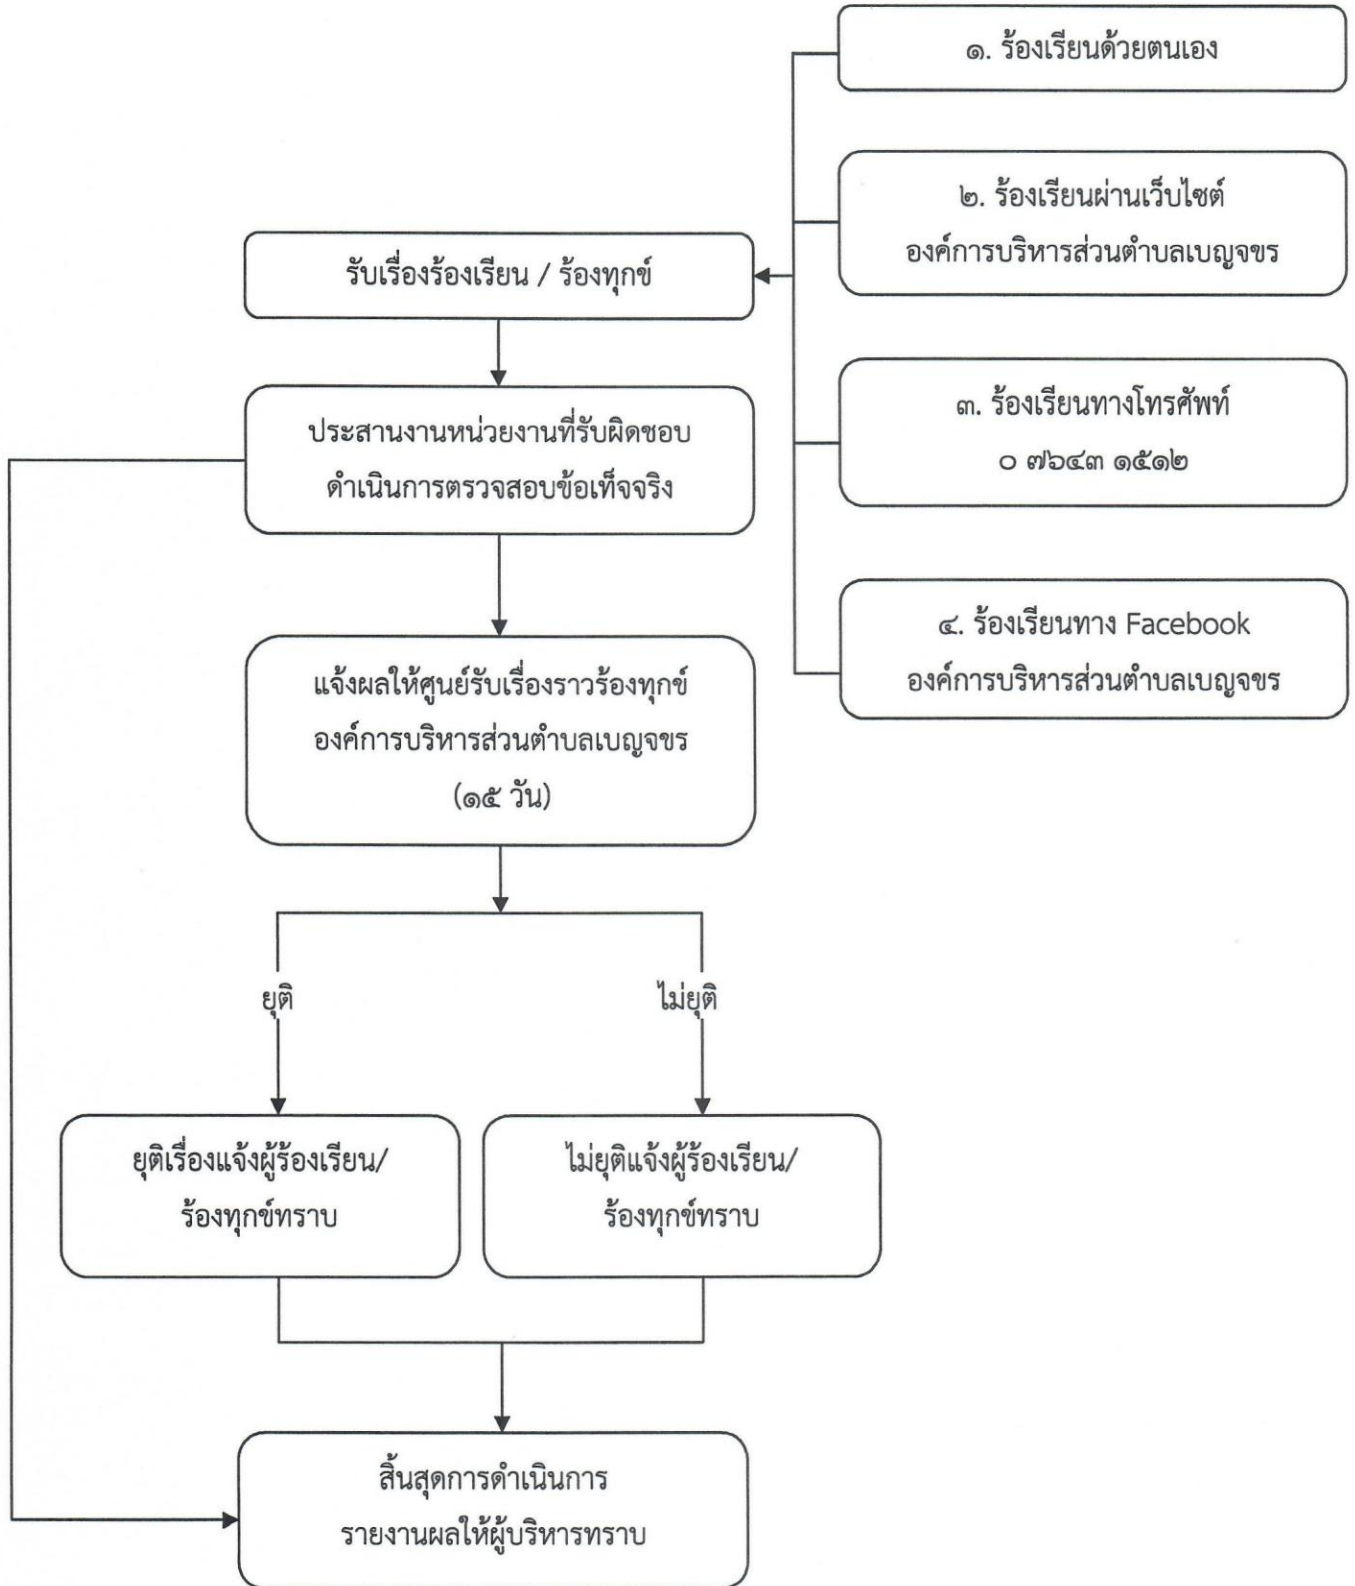 ๑. ร้องเรียนด้วยตนเอง
๒. ร้องเรียนผ่านเว็บไซต์
องค์การบริหารส่วนตำบลเบญจขร
รับเรื่องร้องเรียน / ร้องทุกข์
๓. ร้องเรียนทางโทรศัพท์
๐ ๗๖๔๓ ๑๕๑๒
ประสานงานหน่วยงานที่รับผิดชอบ
ดำเนินการตรวจสอบข้อเท็จจริง
๔. ร้องเรียนทาง Facebook
องค์การบริหารส่วนตำบลเบญจขร
แจ้งผลให้ศูนย์รับเรื่องราวร้องทุกข์
องค์การบริหารส่วนตำบลเบญจขร
(๑๕ วัน)
ยุติ
ไม่ยุติ
ยุติเรื่องแจ้งผู้ร้องเรียน/
ร้องทุกข์ทราบ
ไม่ยุติแจ้งผู้ร้องเรียน/
ร้องทุกข์ทราบ
สิ้นสุดการดำเนินการ
รายงานผลให้ผู้บริหารทราบ